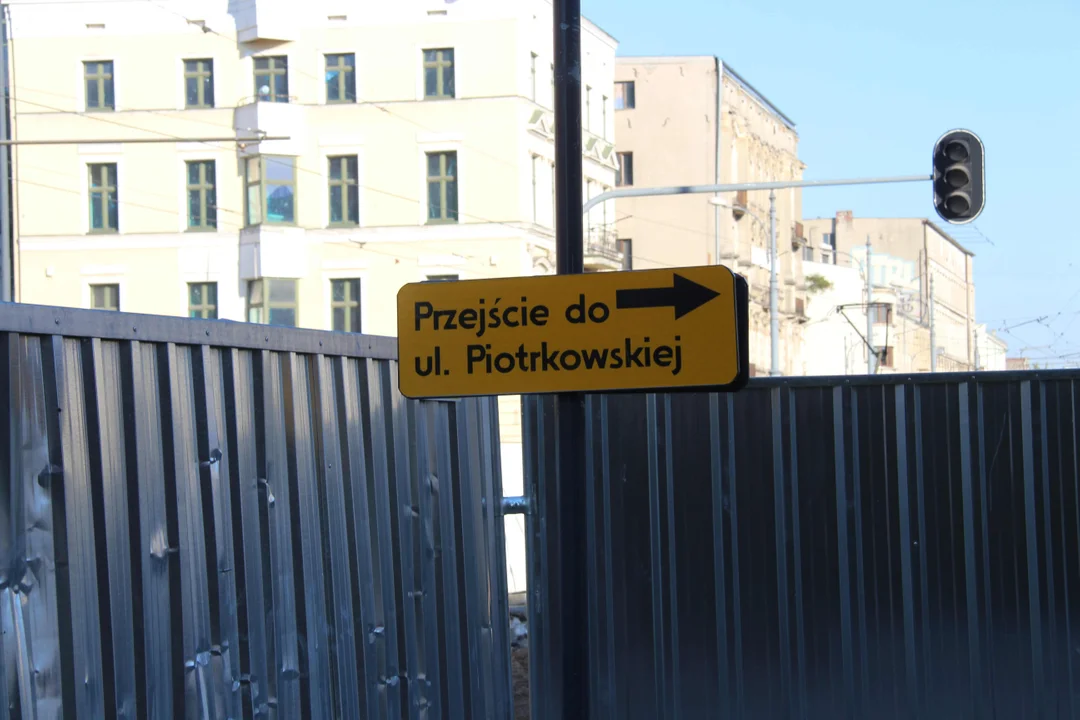 Przejście do
ul. Piotrkowskiej